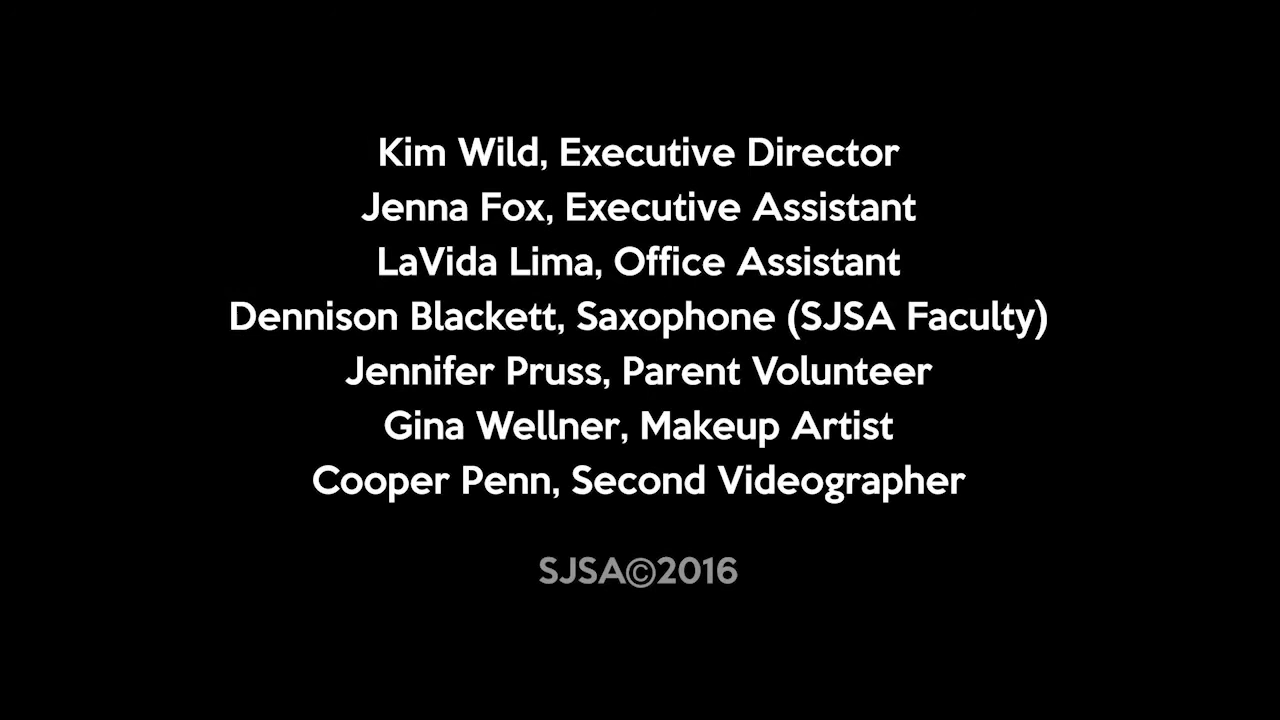 Kim Wild, Executive Director
Jenna Fox, Executive Assistant
LaVida Lima, Office Assistant
Dennison Blackett, Saxophone (SJSA Faculty)
Jennifer Pruss, Parent Volunteer
Gina Wellner, Makeup Artist
Cooper Penn, Second Videographer
SJSA©2016